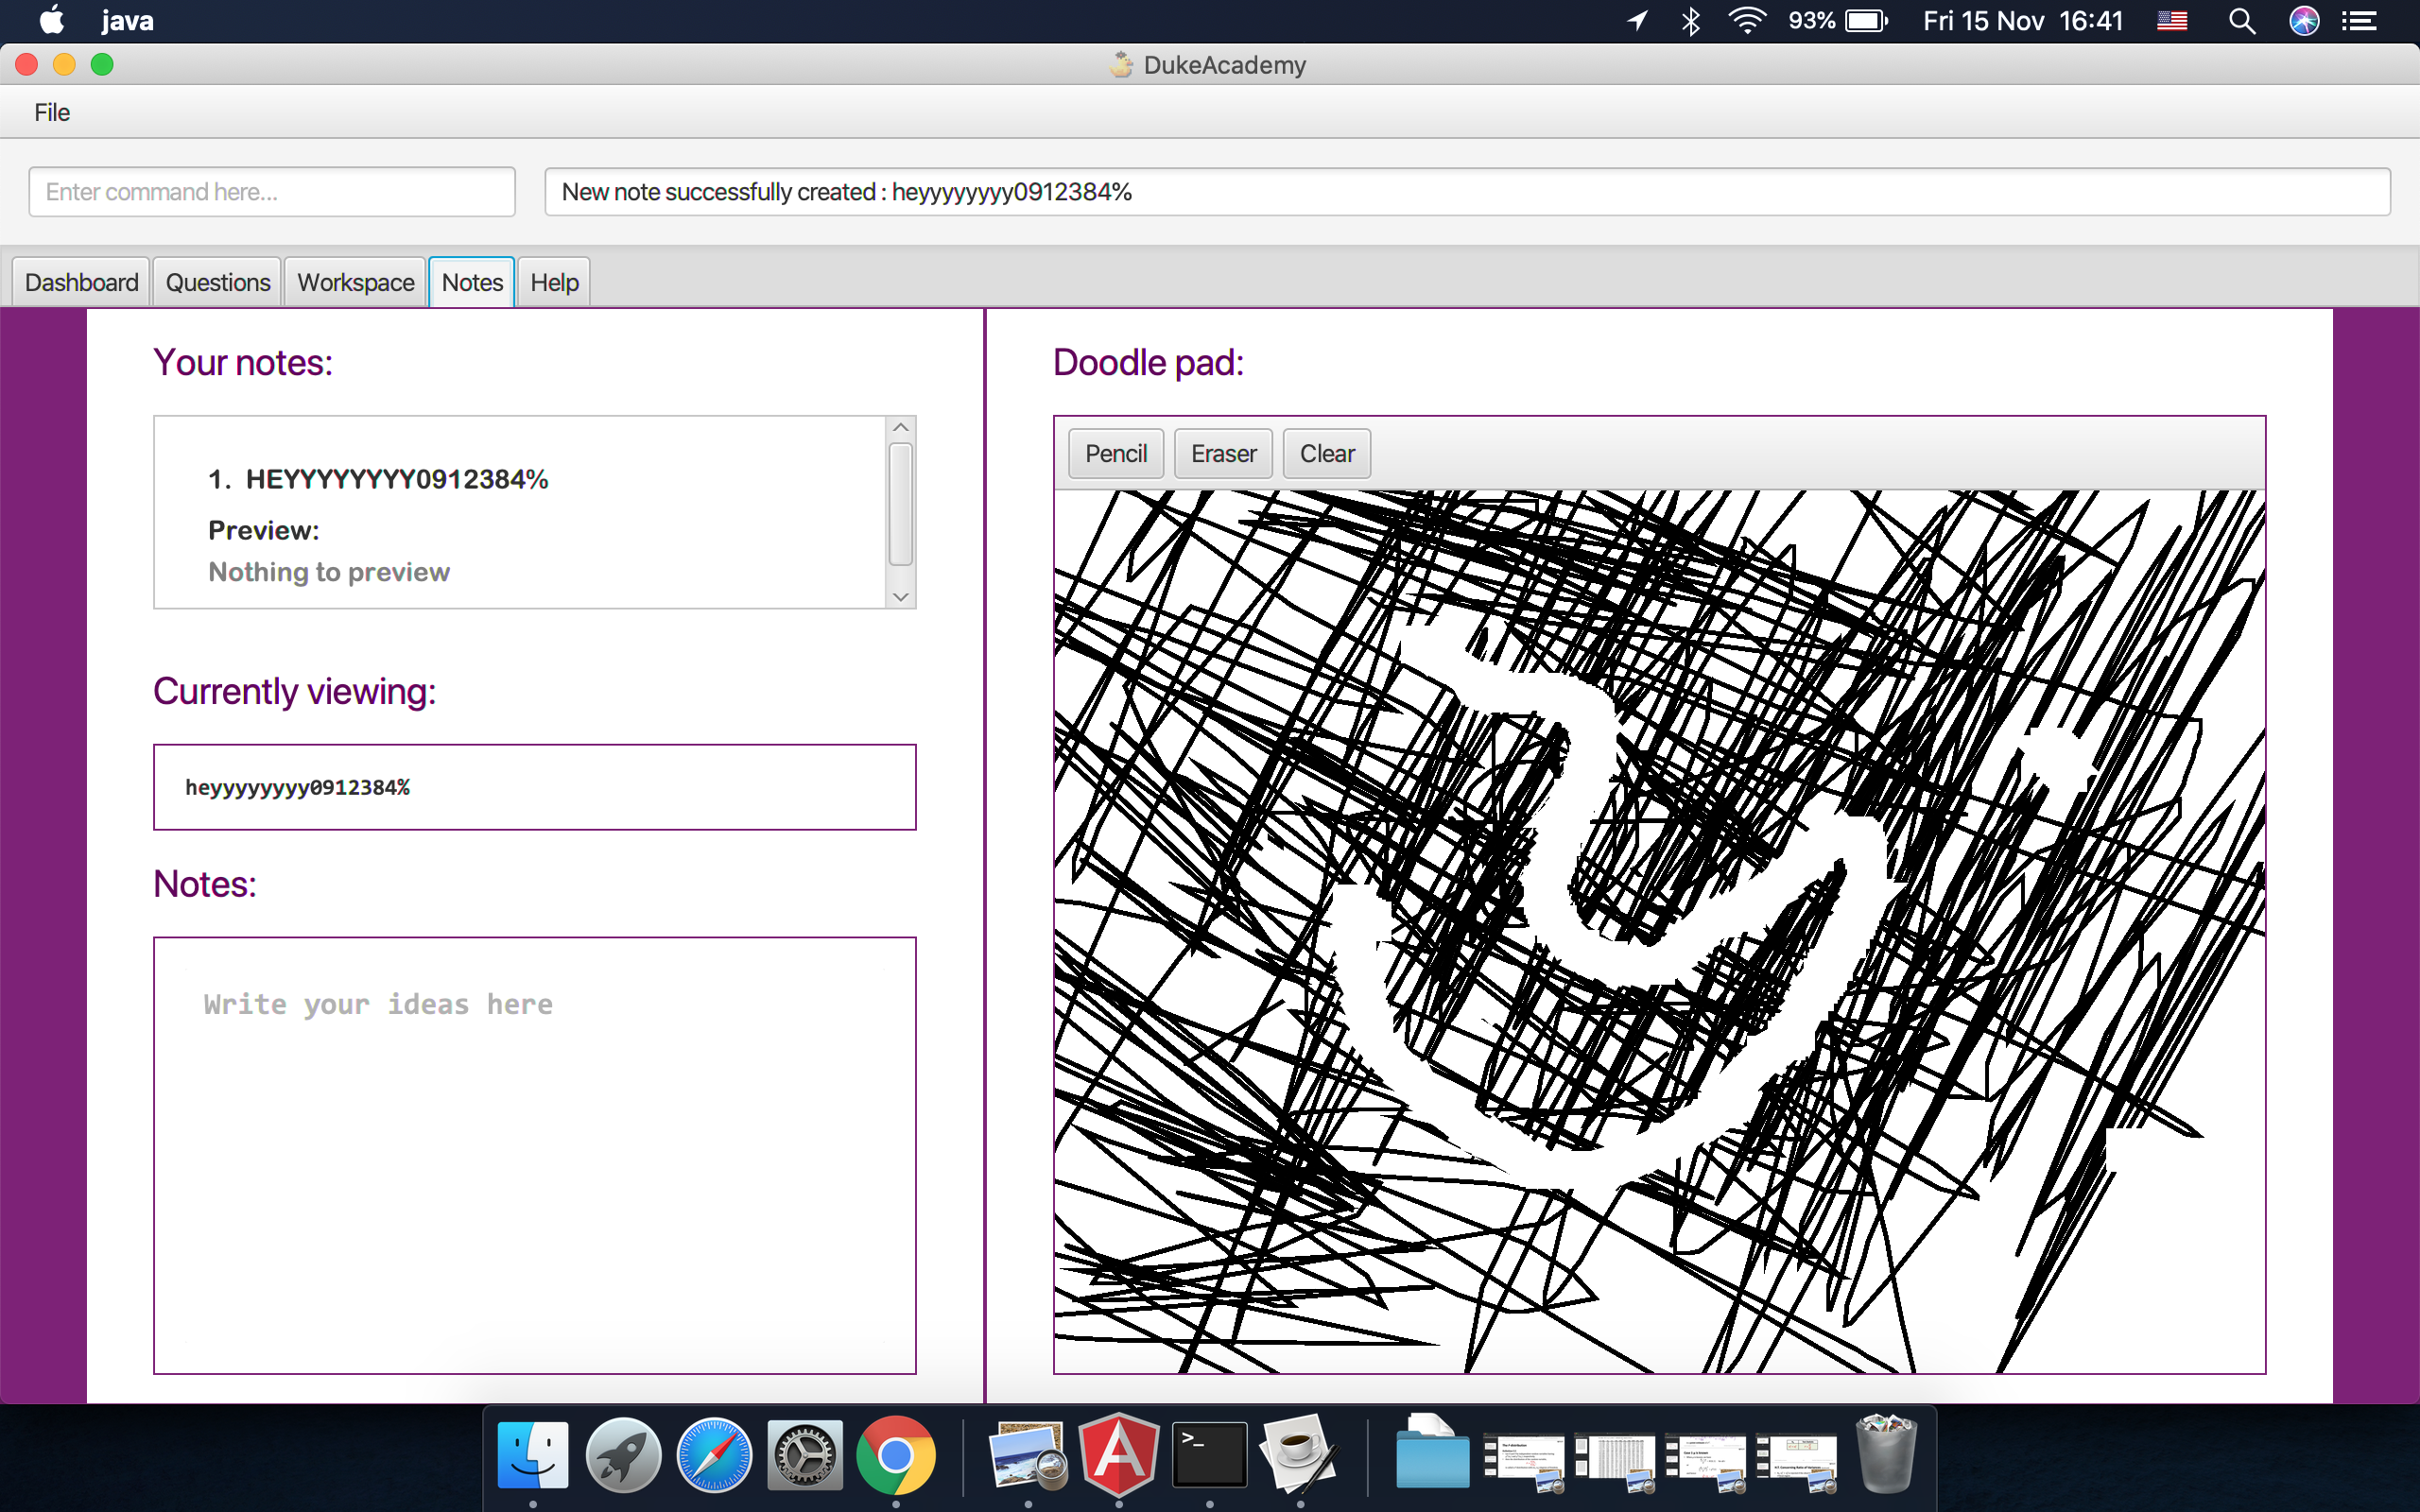 java
93%
Fri 15 Nov 16:41
DukeAcademy
File
Enter command here...
New note successfully created : heyyyyyyyy0912384%
Dashboard
Questions
Workspace
Notes
Help
Your notes:
1. HEYYYYYYYY0912384%
Preview:
Nothing to preview
Currently viewing:
heyyyyyyyy0912384%
Notes:
Write your ideas here
Doodle pad:
Pencil
Eraser
Clear